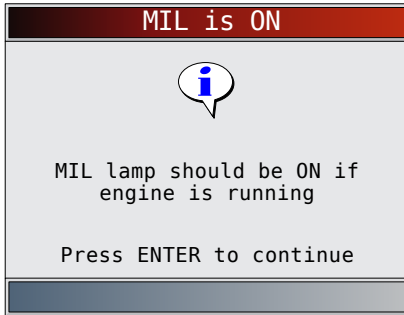 MIL is ON
i
MIL lamp should be ON if
engine is running
Press ENTER to continue